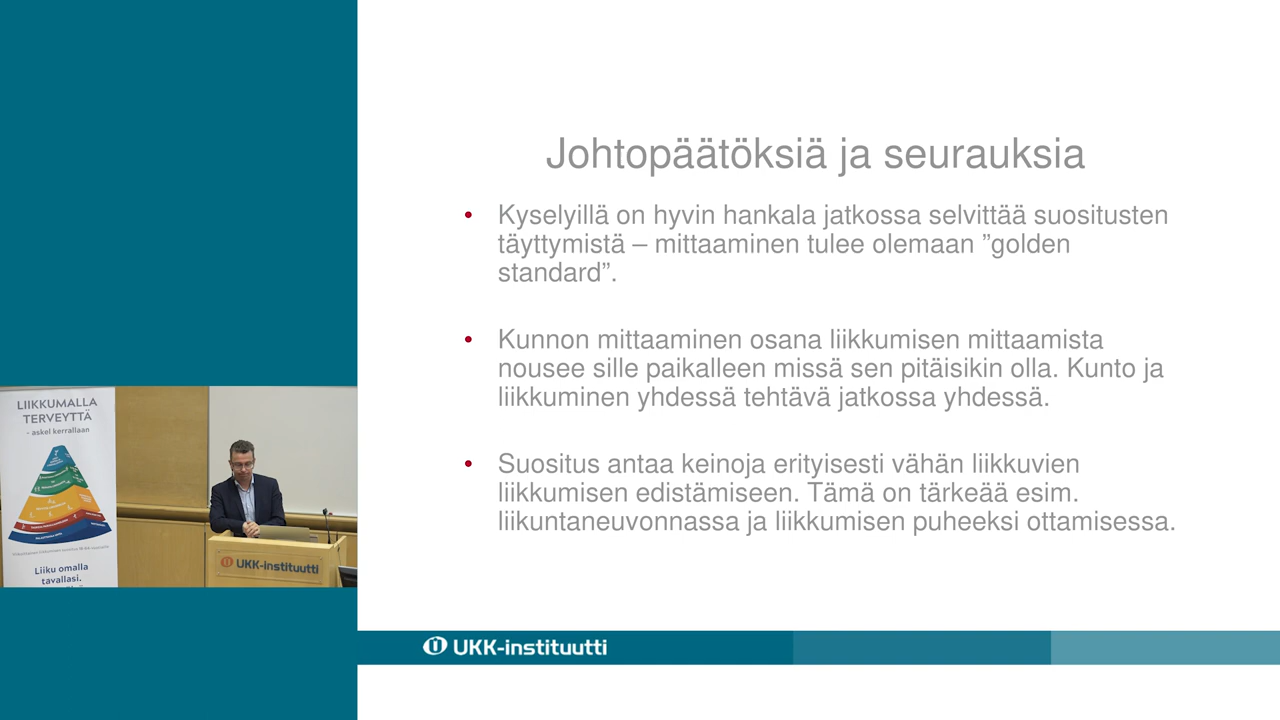 Johtopäätöksiä ja seurauksia
• Kyselyillä on hyvin hankala jatkossa selvittää suositusten
täyttymistä – mittaaminen tulee olemaan ”golden
standard”.
• Kunnon mittaaminen osana liikkumisen mittaamista
nousee sille paikalleen missä sen pitäisikin olla. Kunto ja
liikkuminen yhdessä tehtävä jatkossa yhdessä.
• Suositus antaa keinoja erityisesti vähän liikkuvien
liikkumisen edistämiseen. Tämä on tärkeää esim.
liikuntaneuvonnassa ja liikkumisen puheeksi ottamisessa.
UKK-instituutti
LIIKKUMALLA
TERVEYTTÄ
- askel kerrallaan
Liiku omalla
tavallasi.
UKK-instituutti